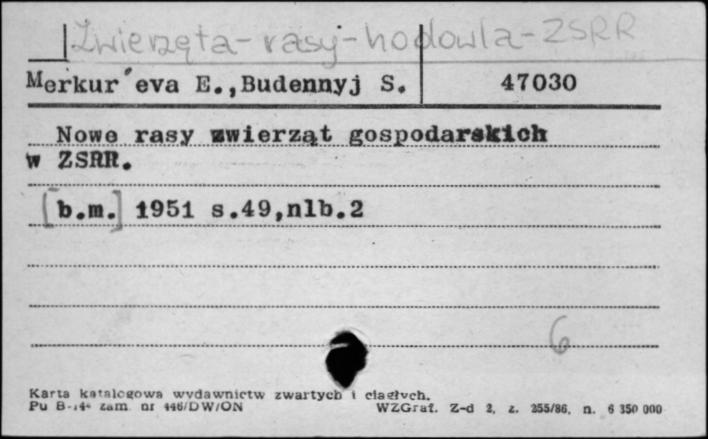 Zwierzęta - rasy - hodowla - ZSRR
Merkur'eva E., Budennyj S. 47030
Nowe rasy zwierząt gospodarskich
w ZSRR.
[b.m.] 1951 s.49,nlb.2
6
Karta katalogowa wydawnictw zwartych i ciągłych.
Pu B-14 zam. nr 446/DW/ON WZGraf. Z-d 2, z. 255/86, n. 6 350 000